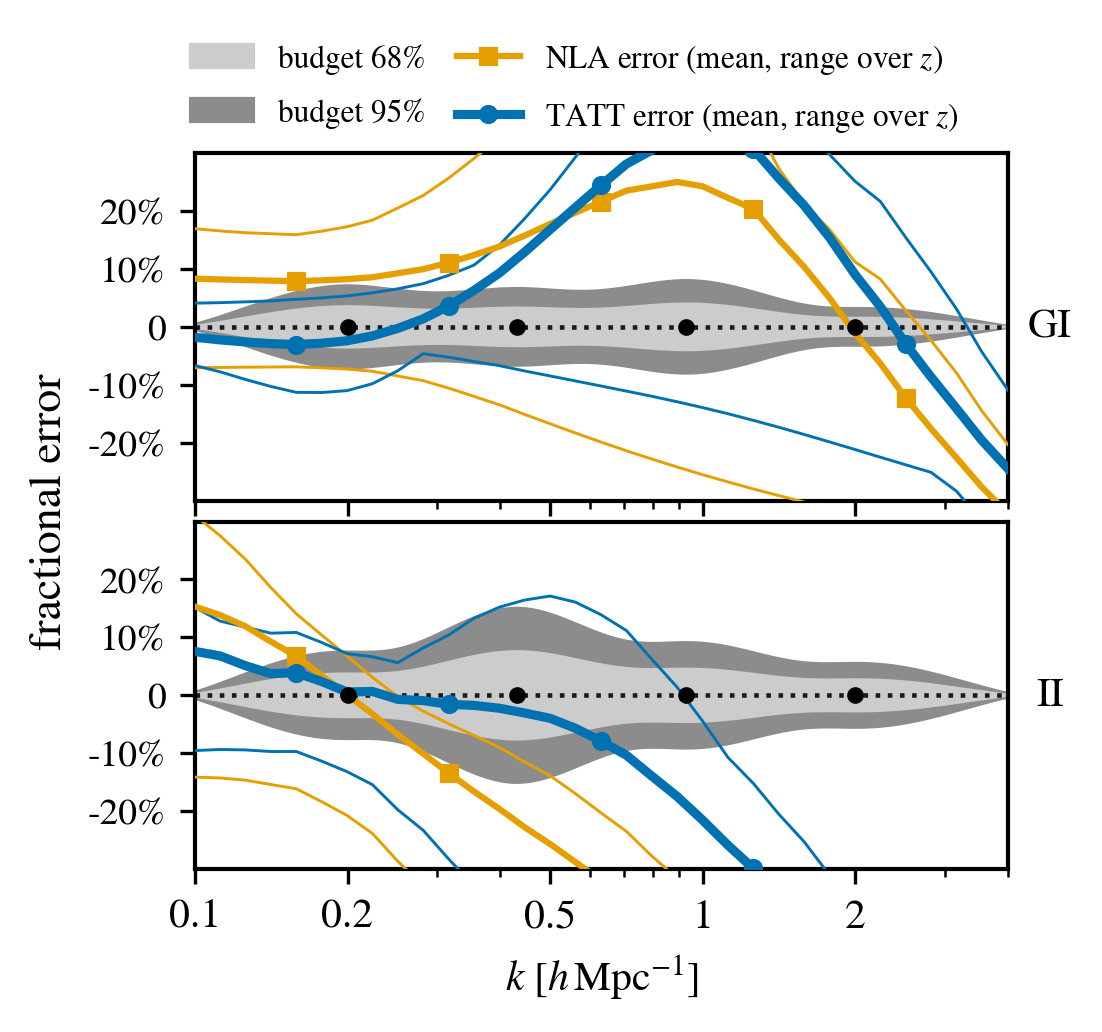 budget 68%
NLA error (mean, range over z)
budget 95%
TATT error (mean, range over z)
20%
10%
0
-10%
-20%
GI
fractional error
20%
10%
0
-10%
-20%
II
0.1 0.2 0.5 1 2
k [h Mpc⁻¹]